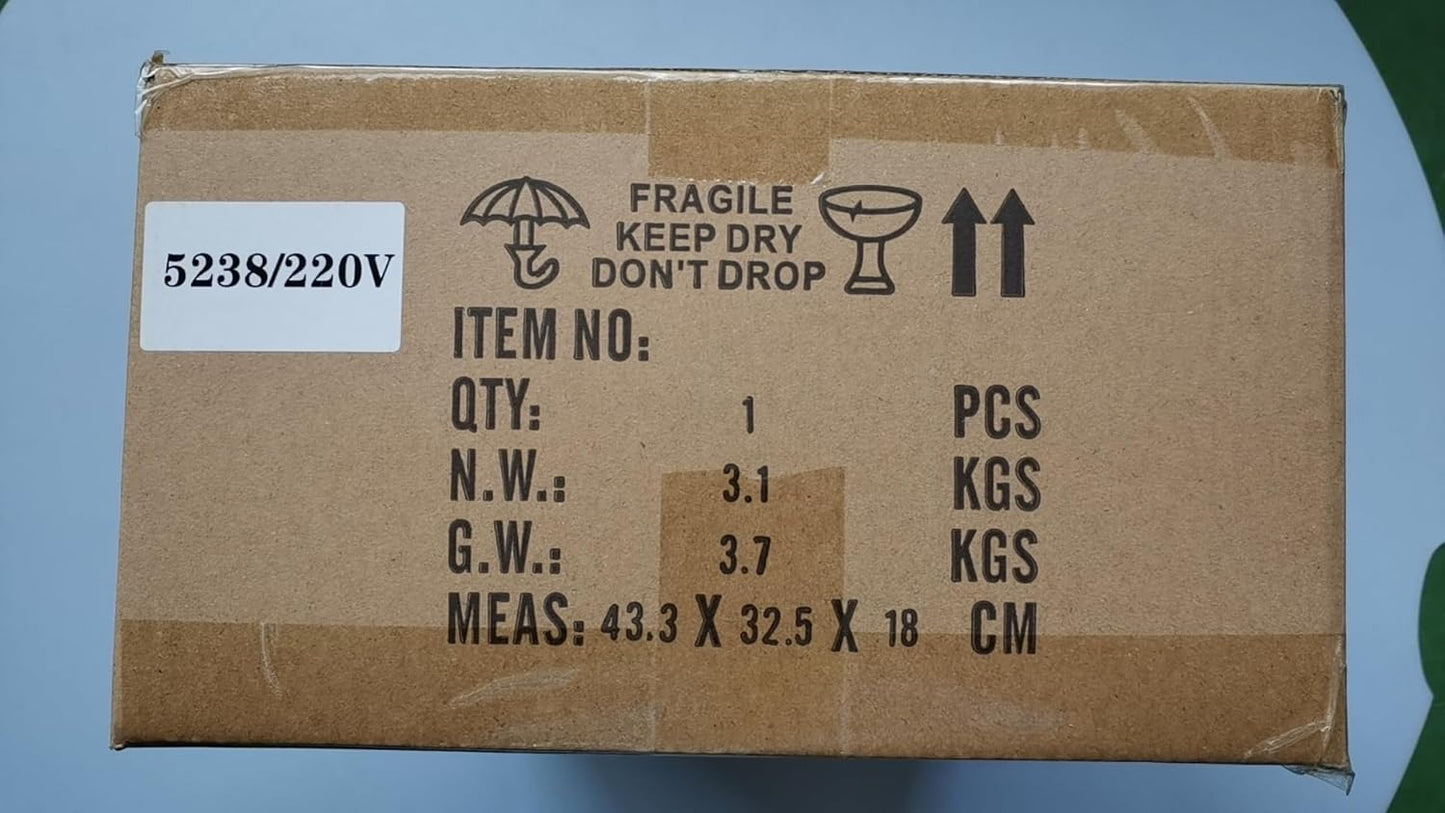 5238/220V
FRAGILE
KEEP DRY
DON'T DROP
ITEM NO:
QTY: 1 PCS
N.W.: 3.1 KGS
G.W.: 3.7 KGS
MEAS: 43.3 X 32.5 X 18 CM